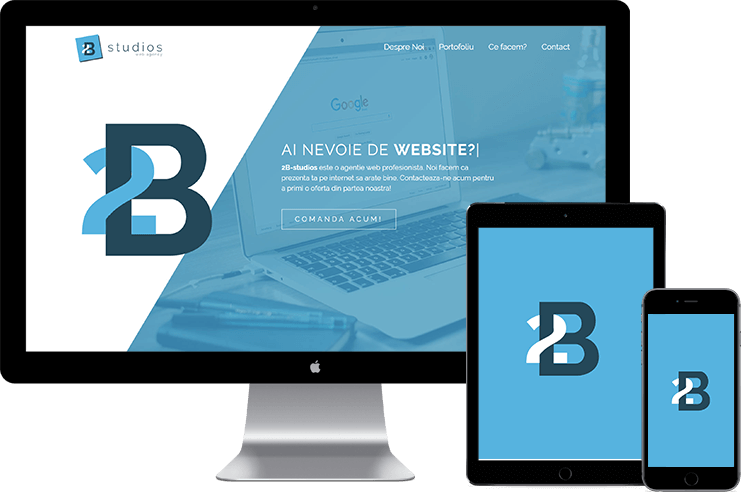 2B studios
web agency
Despre Noi Portofoliu Ce facem? Contact
Google
2B
AI NEVOIE DE WEBSITE?|
2B-studios este o agentie web profesionista. Noi facem ca
prezenta ta pe internet sa arate bine. Contacteaza-ne acum pentru
a primi o oferta din partea noastra!
COMANDA ACUM!
2B
2B